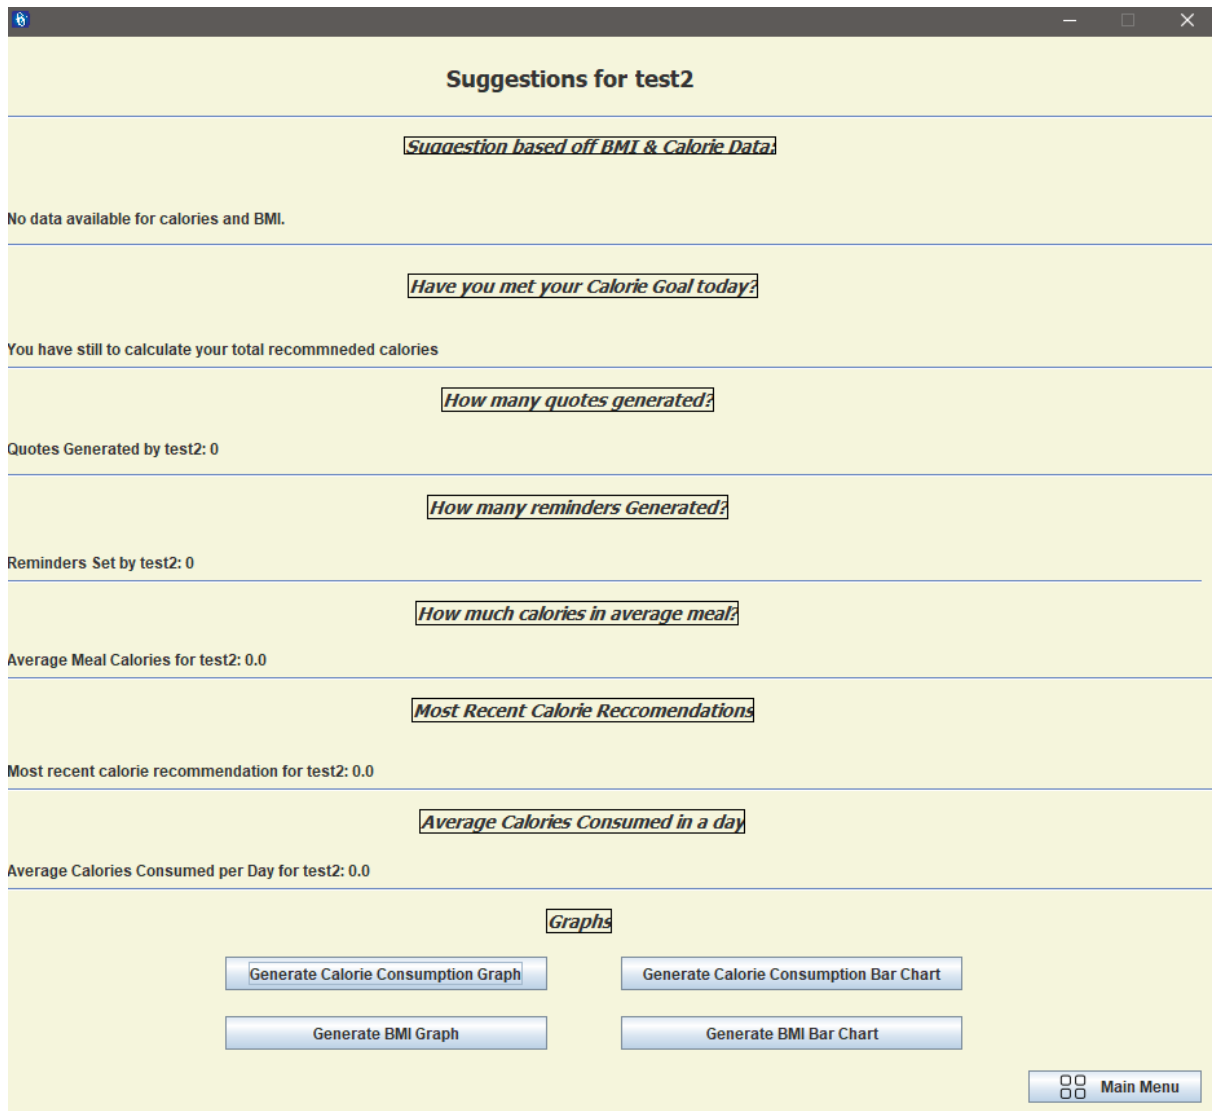 Suggestions for test2
Suggestion based off BMI & Calorie Data:
No data available for calories and BMI.
Have you met your Calorie Goal today?
You have still to calculate your total recommneded calories
How many quotes generated?
Quotes Generated by test2: 0
How many reminders Generated?
Reminders Set by test2: 0
How much calories in average meal?
Average Meal Calories for test2: 0.0
Most Recent Calorie Reccomendations
Most recent calorie recommendation for test2: 0.0
Average Calories Consumed in a day
Average Calories Consumed per Day for test2: 0.0
Graphs
Generate Calorie Consumption Graph
Generate Calorie Consumption Bar Chart
Generate BMI Graph
Generate BMI Bar Chart
Main Menu